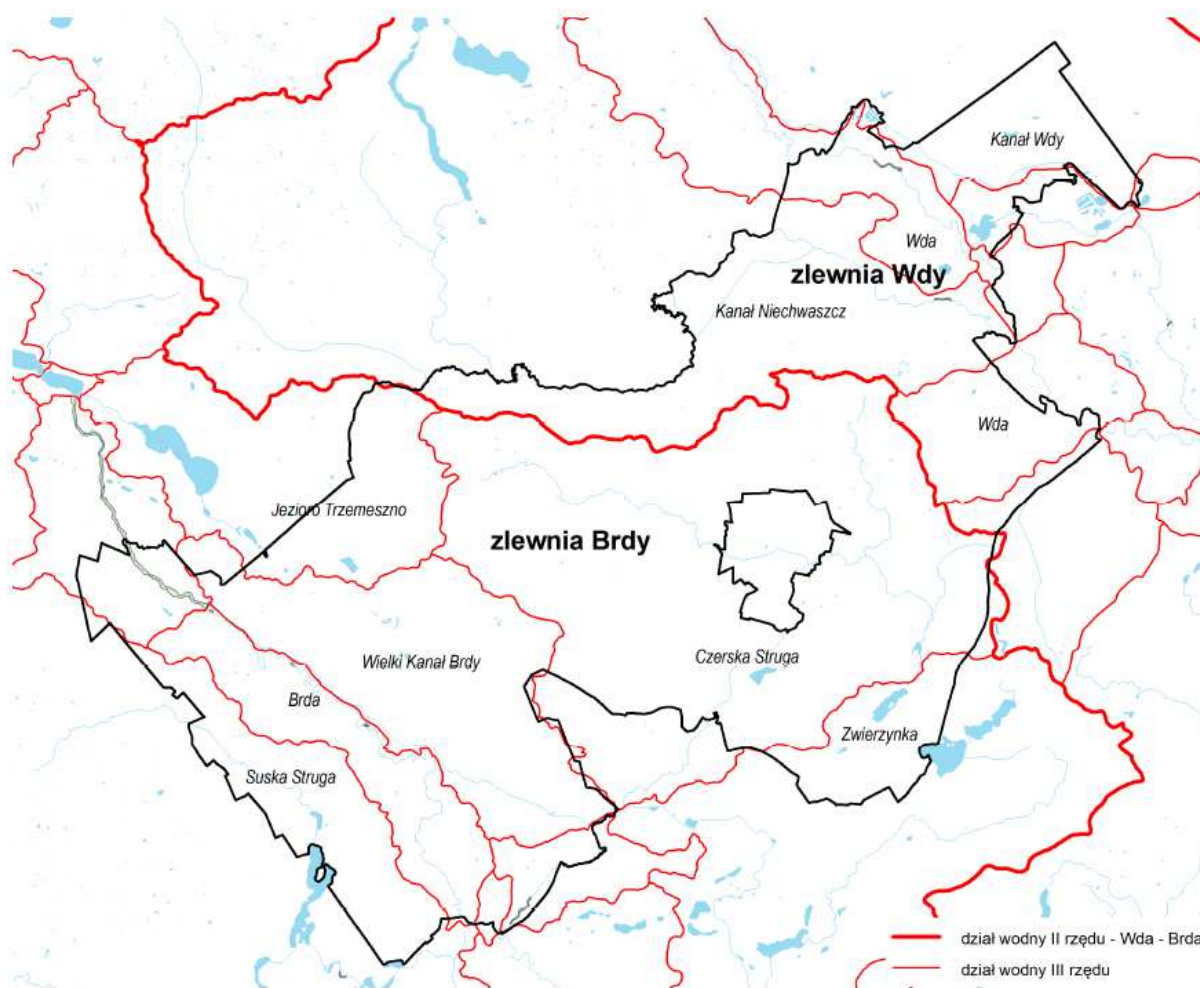 Kanał Wdy
Wda
zlewnia Wdy
Kanał Niechwaszcz
Wda
Jezioro Trzemeszno
zlewnia Brdy
Wielki Kanał Brdy
Czerska Struga
Brda
Zwierzynka
Suska Struga
dział wodny II rzędu - Wda - Brda
dział wodny III rzędu